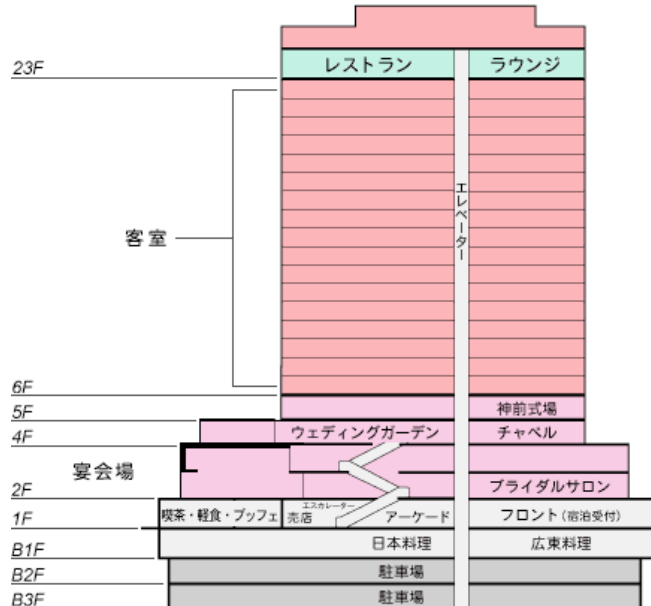 23F
レストラン
ラウンジ
エレベーター
客室
6F
神前式場
5F
ウェディングガーデン
チャペル
4F
宴会場
ブライダルサロン
2F
喫茶・軽食・ブッフェ
エスカレーター
売店
アーケード
フロント(宿泊受付)
1F
日本料理
広東料理
B1F
駐車場
B2F
駐車場
B3F